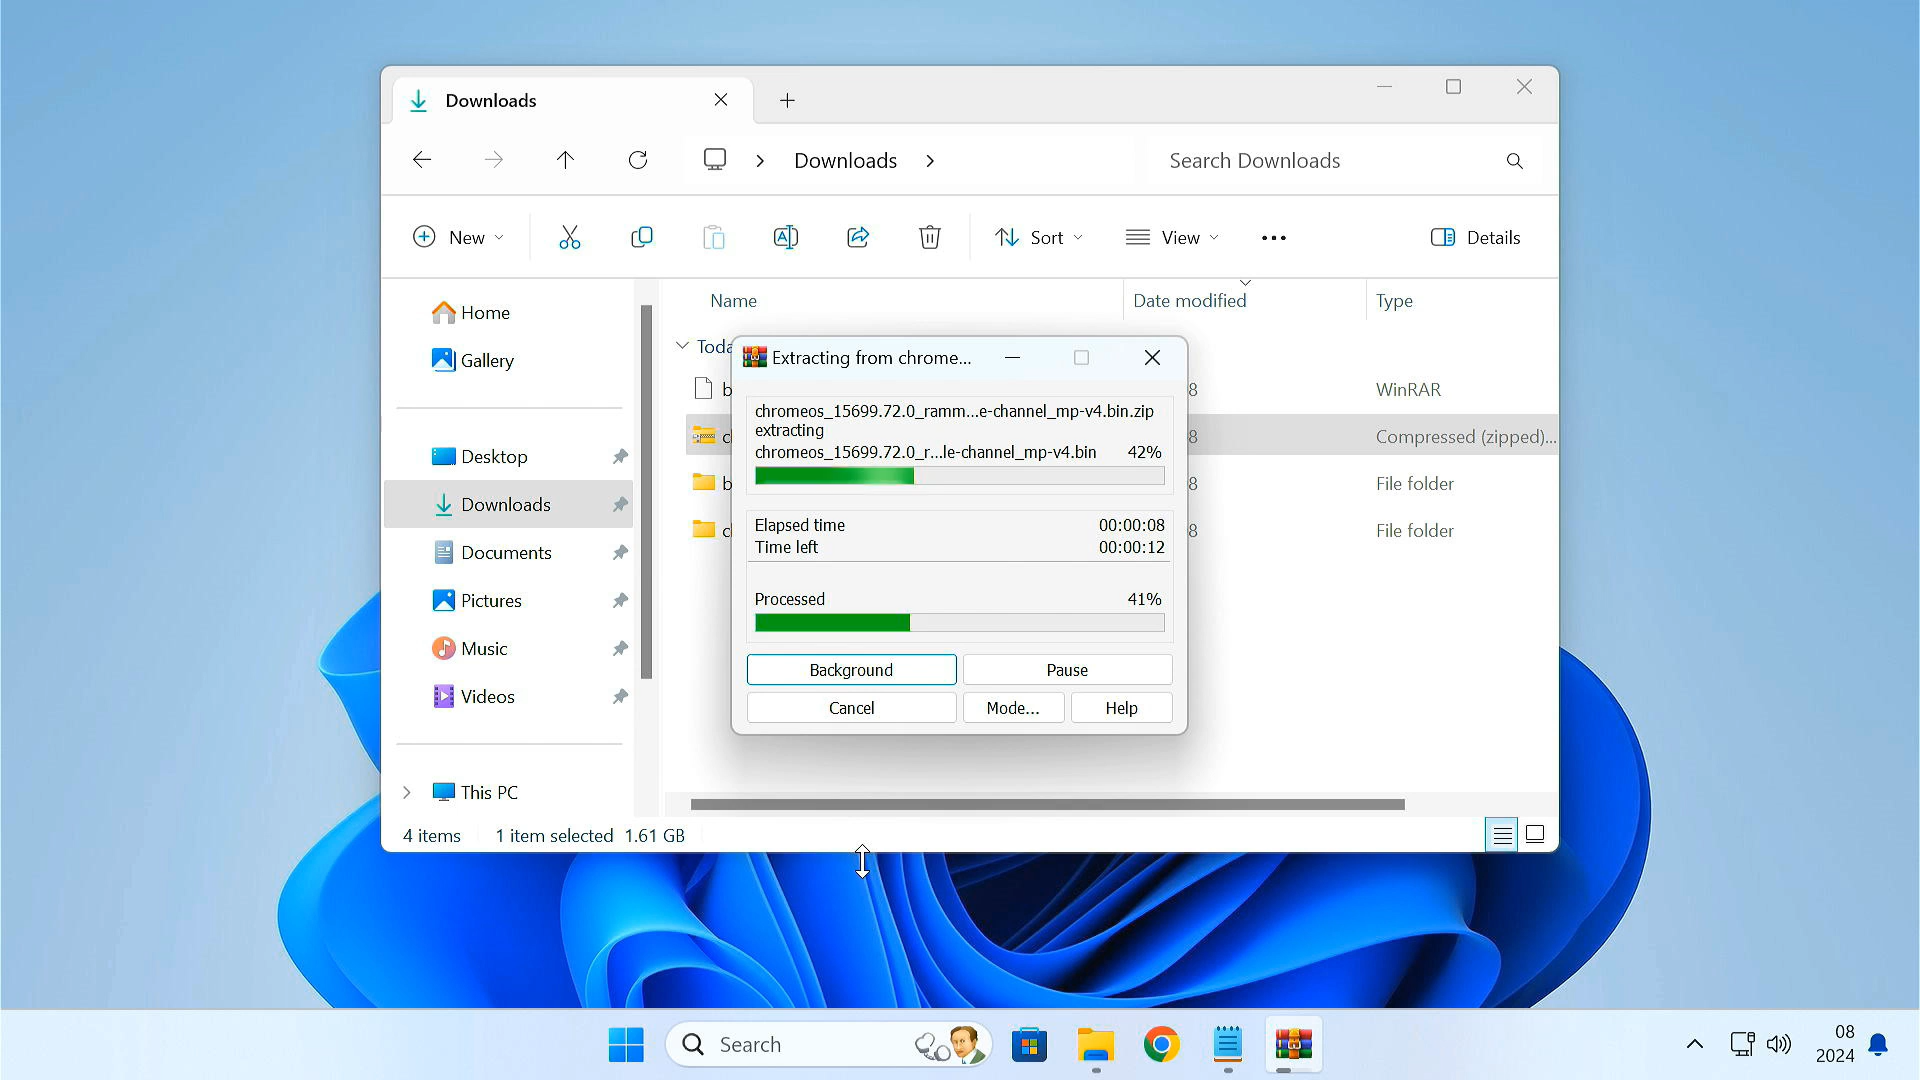 Downloads
Downloads
Search Downloads
New
Sort
View
Details
Home
Gallery
Desktop
Downloads
Documents
Pictures
Music
Videos
This PC
Name
Date modified
Type
Toda
b
8
WinRAR
c
8
Compressed (zipped)...
b
8
File folder
c
8
File folder
Extracting from chrome...
chromeos_15699.72.0_ramm...e-channel_mp-v4.bin.zip
extracting
chromeos_15699.72.0_r...le-channel_mp-v4.bin 42%
Elapsed time 00:00:08
Time left 00:00:12
Processed 41%
Background
Pause
Cancel
Mode...
Help
4 items 1 item selected 1.61 GB
Search
08
2024